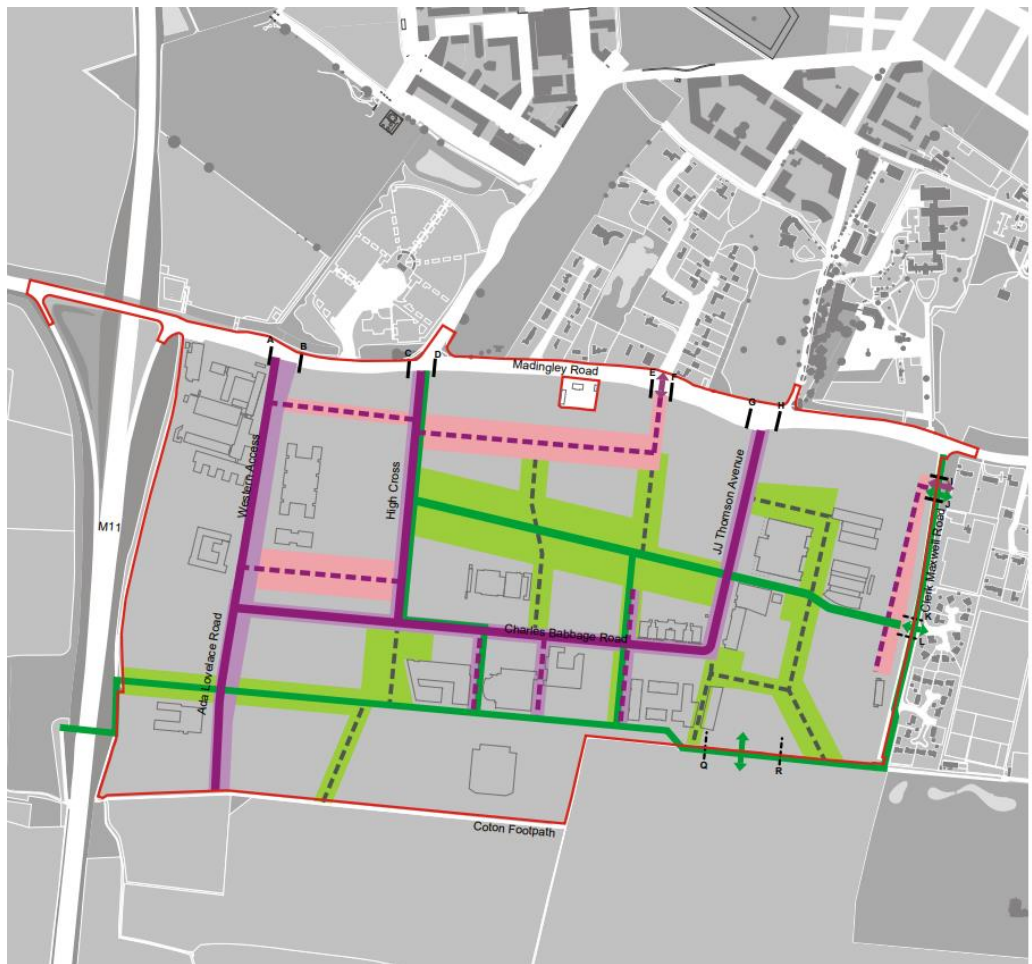 A
B
C
D
Madingley Road
E
F
G
H
Western Access
High Cross
JJ Thomson Avenue
M11
Clerk Maxwell Road
K
L
Charles Babbage Road
Ada Lovelace Road
Q
R
Coton Footpath